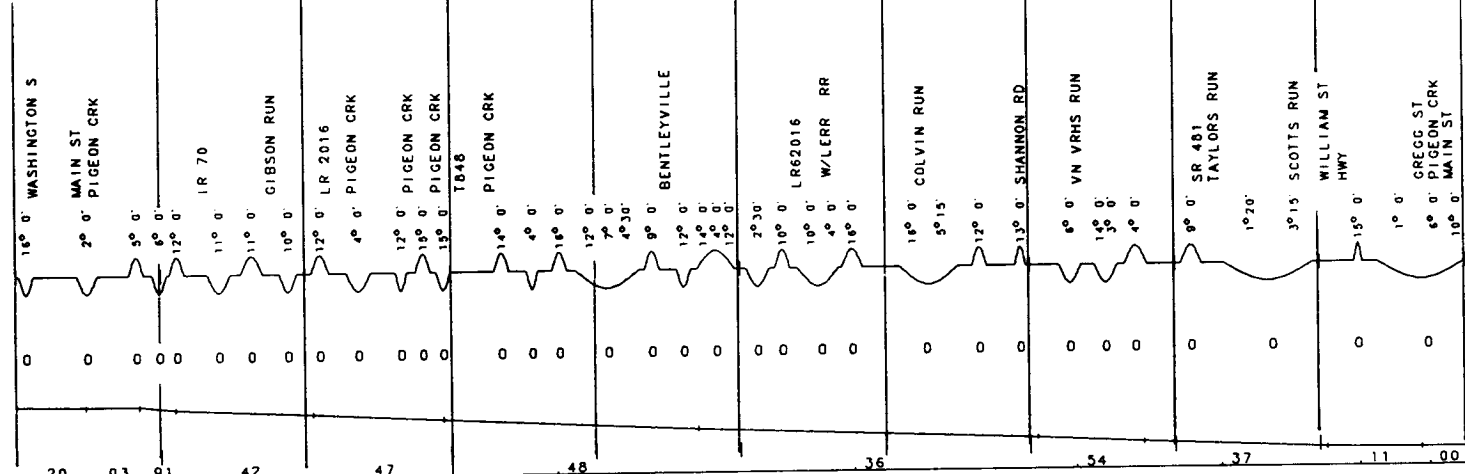 WASHINGTON S
MAIN ST
PIGEON CRK
IR 70
GIBSON RUN
LR 2016
PIGEON CRK
PIGEON CRK
PIGEON CRK
T848
PIGEON CRK
BENTLEYVILLE
LR62016
W/LERR RR
COLVIN RUN
SHANNON RD
VN VRHS RUN
SR 481
TAYLORS RUN
SCOTTS RUN
WILLIAM ST
HWY
GREGG ST
PIGEON CRK
MAIN ST
16° 0'
2° 0'
5° 0'
6° 0'
12° 0'
11° 0'
11° 0'
10° 0'
12° 0'
4° 0'
12° 0'
15° 0'
15° 0'
14° 0'
4° 0'
16° 0'
12° 0'
7° 0'
4° 30'
9° 0'
12° 0'
14° 0'
4° 0'
12° 0'
2° 30'
10° 0'
10° 0'
4° 0'
16° 0'
16° 0'
5° 15'
12° 0'
13° 0'
6° 0'
14° 0'
3° 0'
4° 0'
9° 0'
1° 20'
3° 15'
15° 0'
1° 0'
6° 0'
10° 0'
0 0 0 0 0 0 0 0 0 0 0 0 0 0 0 0 0 0 0 0 0 0 0 0 0 0 0 0 0 0 0 0 0 0 0
.47 .48 .36 .54 .37 .11 .00